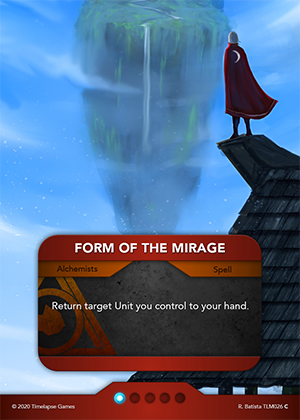 FORM OF THE MIRAGE
Alchemists Spell
Return target Unit you control to your hand.
© 2020 Timelapse Games R. Batista TLM026 C